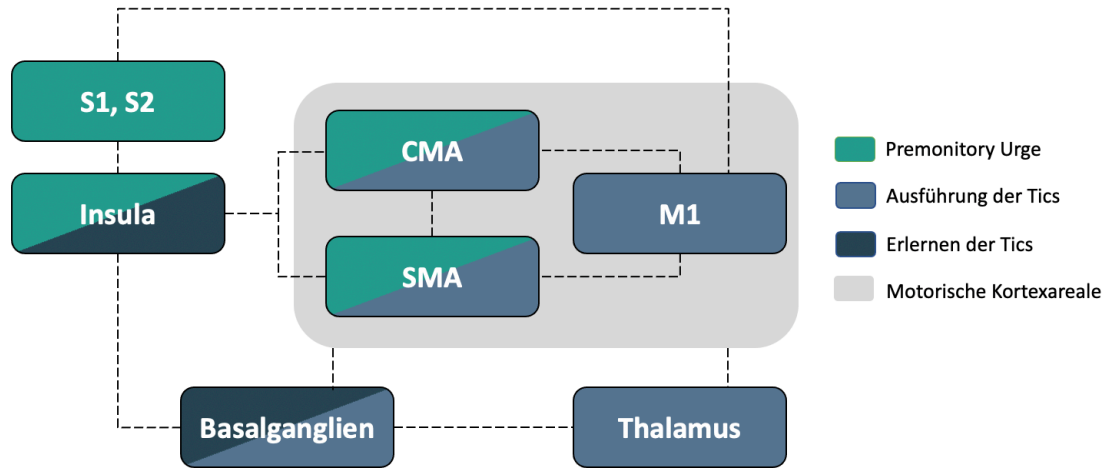 S1, S2
Insula
CMA
SMA
M1
Basalganglien
Thalamus
Premonitory Urge
Ausführung der Tics
Erlernen der Tics
Motorische Kortexareale